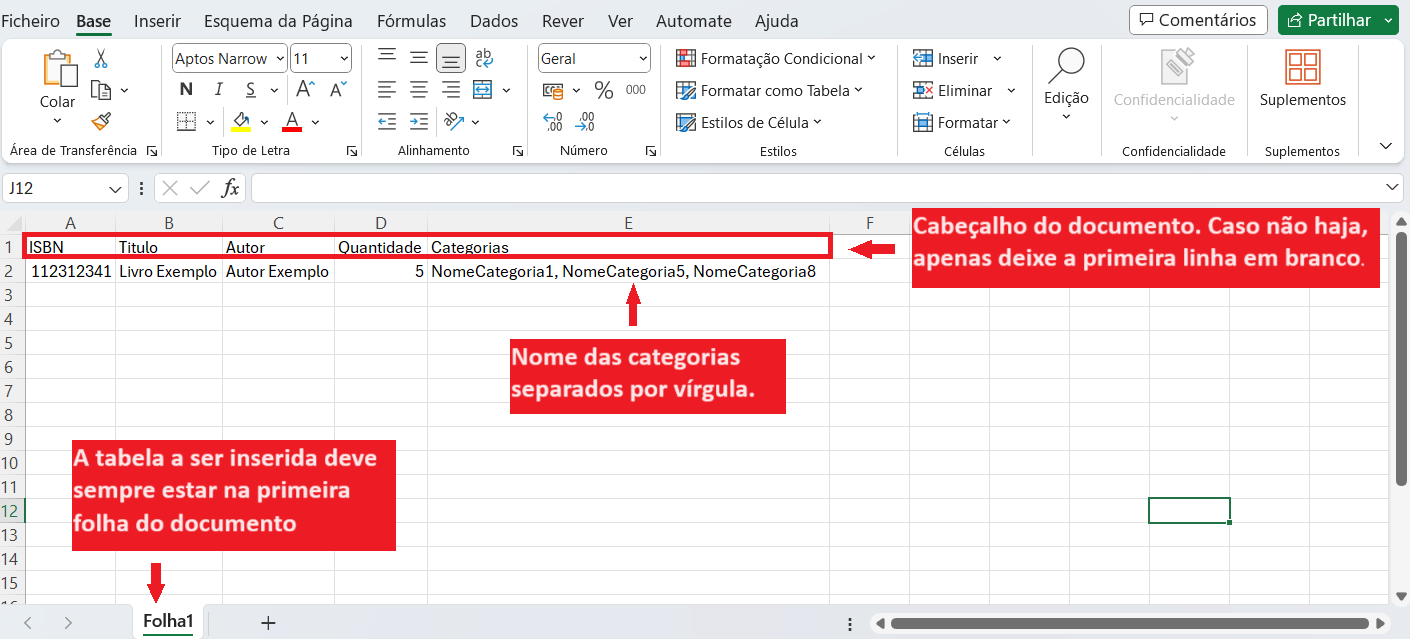 Ficheiro Base Inserir Esquema da Página Fórmulas Dados Rever Ver Automate Ajuda Comentários Partilhar
Colar
Área de Transferência
Aptos Narrow 11
N I S A A
A
Tipo de Letra
ab
Alinhamento
Geral
% 000
,00 ,00
Número
Formatação Condicional
Formatar como Tabela
Estilos de Célula
Estilos
Inserir
Eliminar
Formatar
Células
Edição
Confidencialidade
Confidencialidade
Suplementos
Suplementos
J12 fx
A B C D E F
1 ISBN Titulo Autor Quantidade Categorias
2 112312341 Livro Exemplo Autor Exemplo 5 NomeCategoria1, NomeCategoria5, NomeCategoria8
3
4
5
6
7
8
9
10
11
12
13
14
15
Cabeçalho do documento. Caso não haja,
apenas deixe a primeira linha em branco.
Nome das categorias
separados por vírgula.
A tabela a ser inserida deve
sempre estar na primeira
folha do documento
Folha1